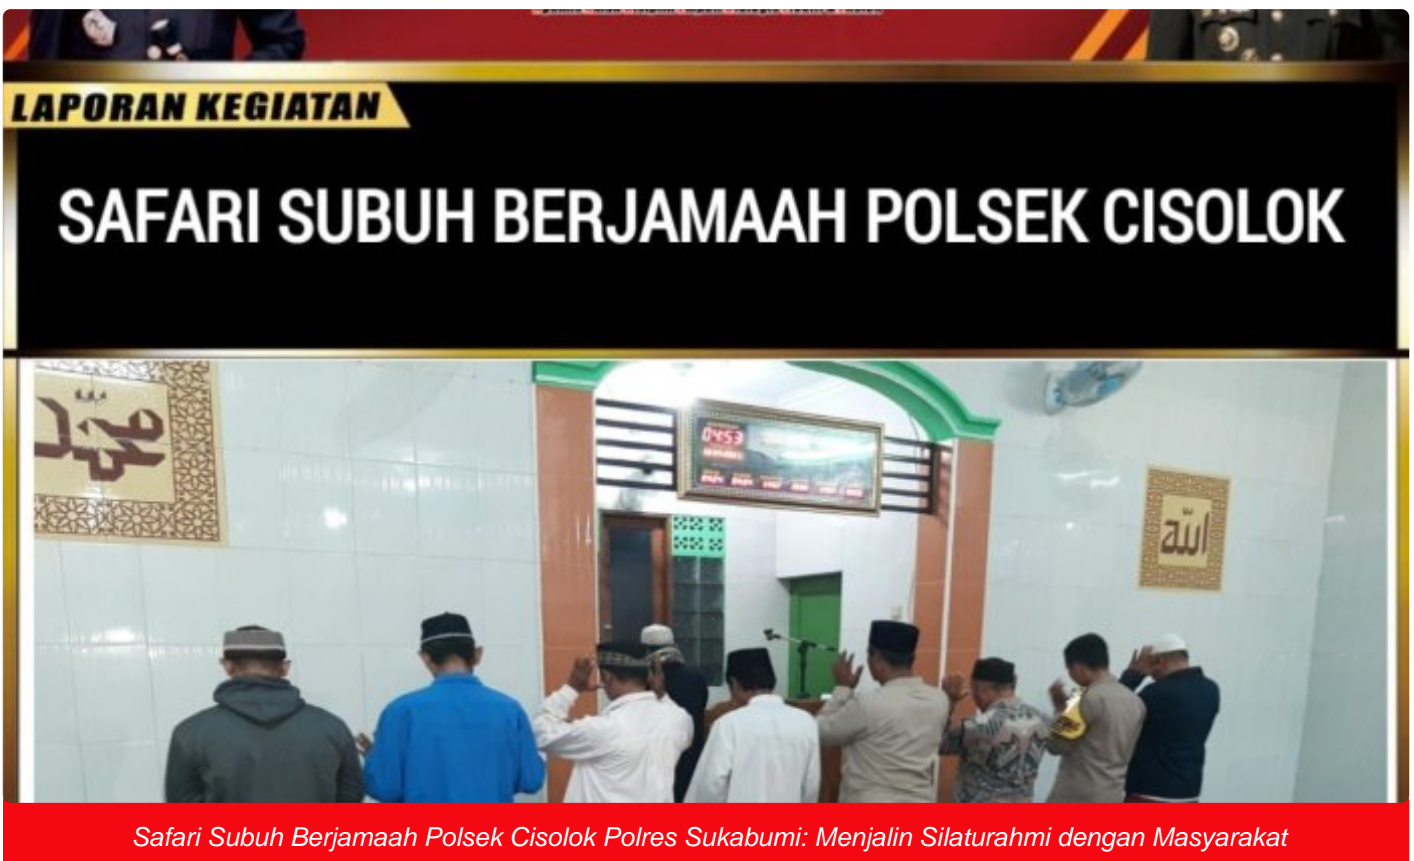 LAPORAN KEGIATAN
SAFARI SUBUH BERJAMAAH POLSEK CISOLOK
04:53
الله
Safari Subuh Berjamaah Polsek Cisolok Polres Sukabumi: Menjalin Silaturahmi dengan Masyarakat